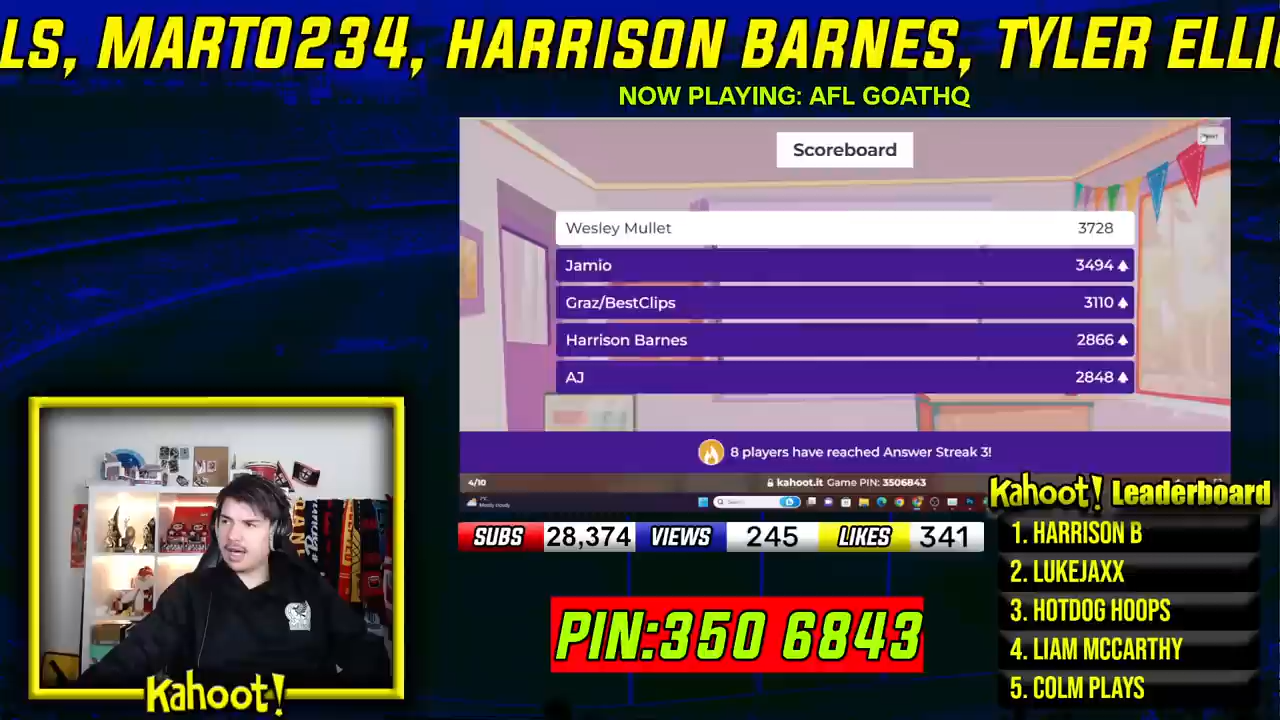 LS, MARTO234, HARRISON BARNES, TYLER ELLI
NOW PLAYING: AFL GOATHQ
Scoreboard
Wesley Mullet 3728
Jamio 3494
Graz/BestClips 3110
Harrison Barnes 2866
AJ 2848
8 players have reached Answer Streak 3!
4/10
kahoot.it Game PIN: 3506843
Search
Mostly cloudy
SUBS 28,374 VIEWS 245 LIKES 341
PIN:350 6843
Kahoot! Leaderboard
1. HARRISON B
2. LUKEJAXX
3. HOTDOG HOOPS
4. LIAM MCCARTHY
5. COLM PLAYS
Kahoot!